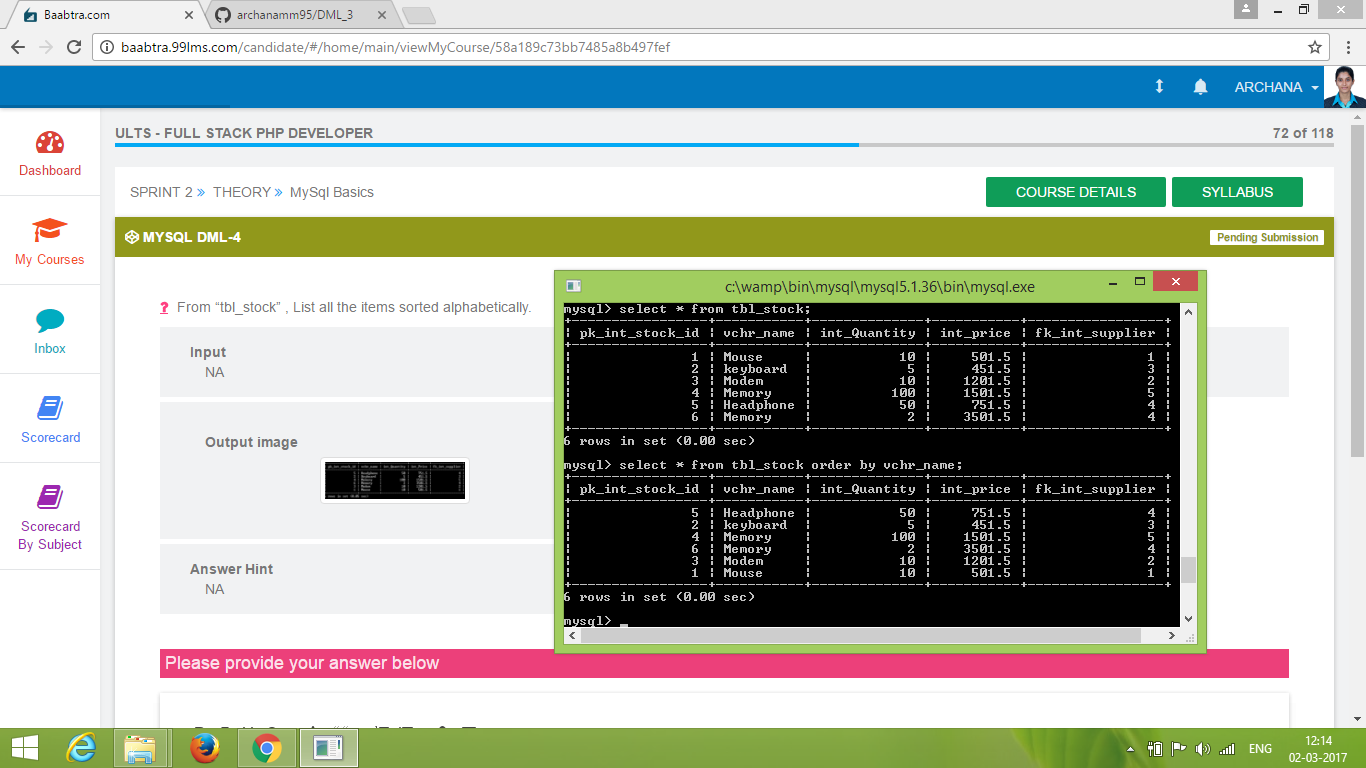 Baabtra.com
archanamm95/DML_3
baabtra.99lms.com/candidate/#/home/main/viewMyCourse/58a189c73bb7485a8b497fef
ARCHANA
ULTS - FULL STACK PHP DEVELOPER
72 of 118
Dashboard
My Courses
Inbox
Scorecard
Scorecard
By Subject
SPRINT 2 » THEORY » MySql Basics
COURSE DETAILS
SYLLABUS
MYSQL DML-4
Pending Submission
? From “tbl_stock” , List all the items sorted alphabetically.
Input
NA
Output image
Answer Hint
NA
Please provide your answer below
c:\wamp\bin\mysql\mysql5.1.36\bin\mysql.exe
mysql> select * from tbl_stock;
| pk_int_stock_id | vchr_name | int_Quantity | int_price | fk_int_supplier |
| 1 | Mouse | 10 | 501.5 | 1 |
| 2 | keyboard | 5 | 451.5 | 3 |
| 3 | Modem | 10 | 1201.5 | 2 |
| 4 | Memory | 100 | 1501.5 | 5 |
| 5 | Headphone | 50 | 751.5 | 4 |
| 6 | Memory | 2 | 3501.5 | 4 |
6 rows in set (0.00 sec)
mysql> select * from tbl_stock order by vchr_name;
| pk_int_stock_id | vchr_name | int_Quantity | int_price | fk_int_supplier |
| 5 | Headphone | 50 | 751.5 | 4 |
| 2 | keyboard | 5 | 451.5 | 3 |
| 4 | Memory | 100 | 1501.5 | 5 |
| 6 | Memory | 2 | 3501.5 | 4 |
| 3 | Modem | 10 | 1201.5 | 2 |
| 1 | Mouse | 10 | 501.5 | 1 |
6 rows in set (0.00 sec)
mysql> _
ENG
12:14
02-03-2017